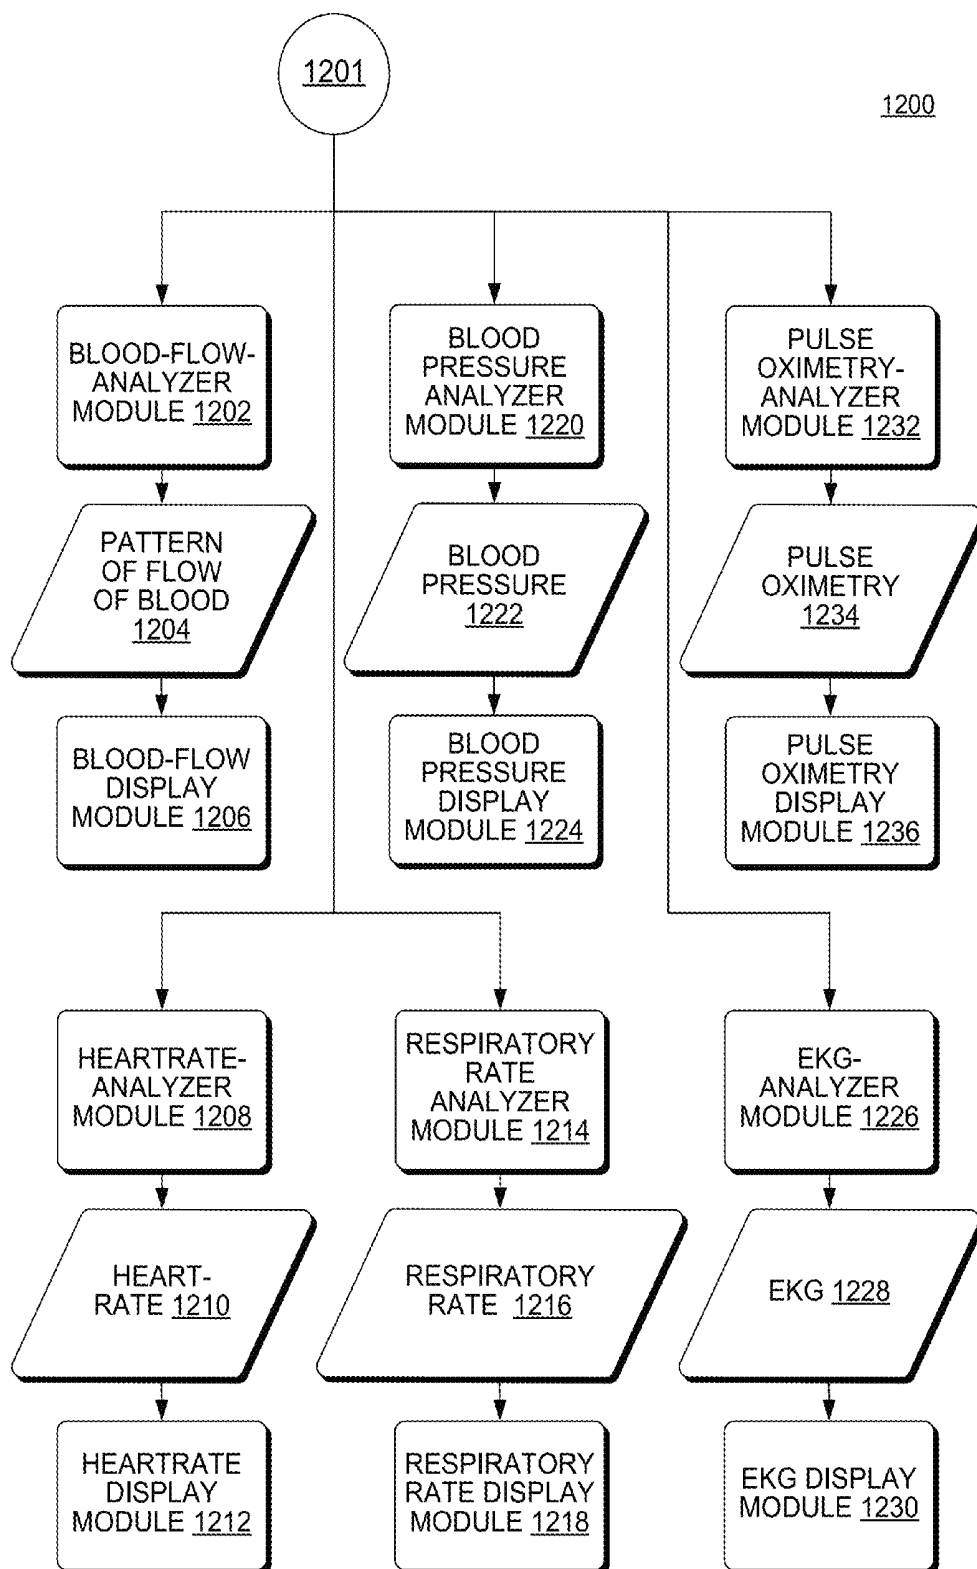 1201
1200
BLOOD-FLOW-
ANALYZER
MODULE 1202
BLOOD
PRESSURE
ANALYZER
MODULE 1220
PULSE
OXIMETRY-
ANALYZER
MODULE 1232
PATTERN
OF FLOW
OF BLOOD
1204
BLOOD
PRESSURE
1222
PULSE
OXIMETRY
1234
BLOOD-FLOW
DISPLAY
MODULE 1206
BLOOD
PRESSURE
DISPLAY
MODULE 1224
PULSE
OXIMETRY
DISPLAY
MODULE 1236
HEARTRATE-
ANALYZER
MODULE 1208
RESPIRATORY
RATE
ANALYZER
MODULE 1214
EKG-
ANALYZER
MODULE 1226
HEART-
RATE 1210
RESPIRATORY
RATE 1216
EKG 1228
HEARTRATE
DISPLAY
MODULE 1212
RESPIRATORY
RATE DISPLAY
MODULE 1218
EKG DISPLAY
MODULE 1230